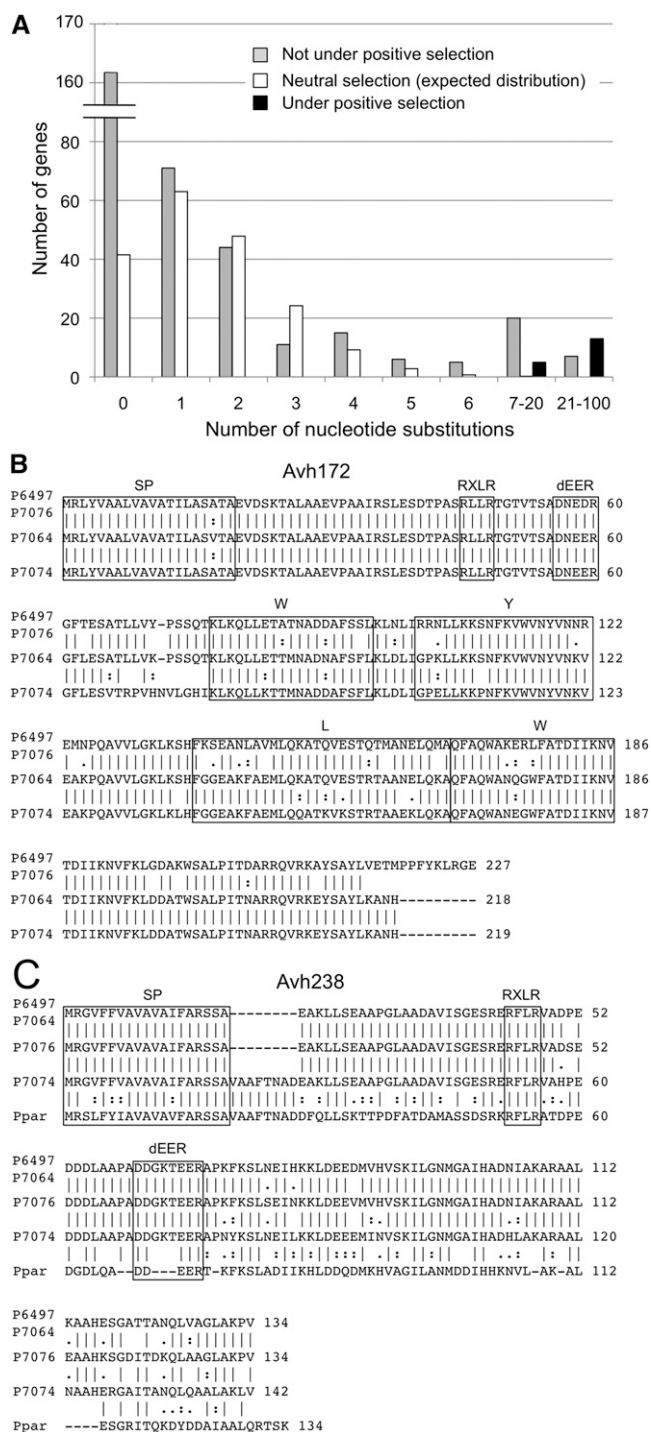 A
170
160
80
60
40
20
0
Number of genes
Not under positive selection
Neutral selection (expected distribution)
Under positive selection
0 1 2 3 4 5 6 7-20 21-100
Number of nucleotide substitutions
B
Avh172
SP RXLR dEER
P6497
P7076
MRLYVAALVAVATILASATAEVDSKTALAAEVPAAIRSLESDTPASRLLRTGTVTSADNEDR 60
P7064 MRLYVAALVAVATILASVTAEVDSKTALAAEVPAAIRSLESDTPASRLLRTGTVTSADNEER 60
P7074 MRLYVAALVAVATILASATAEVDSKTALAAEVPAAIRSLESDTPASRLLRTGTVTSADNEER 60
W Y
P6497
P7076
GFTESATLLVY-PSSQTKLKQLLETATNADDAFSSLKLNLIRRNLLKKSNFKVWVNYVNNR 122
P7064 GFLESATLLVK-PSSQTKLKQLLETTMNADNAFSFLKLDLIGPKLLKKSNFKVWVNYVNKV 122
P7074 GFLESVTRPVHNVLGHIKLKQLLKTTMNADDAFSFLKLDLIGPELLKKPNFKVWVNYVNKV 123
L W
P6497
P7076
EMNPQAVVLGKLKSHFKSEANLAVMLQKATQVESTQTMANELQMAQFAQWAKERLFATDIIKNV 186
P7064 EAKPQAVVLGKLKSHFGGEAKFAEMLQKATQVESTRTAANELQKAQFAQWANQGWFATDIIKNV 186
P7074 EAKPQAVVLGKLKLHFGGEAKFAEMLQQATKVKSTRTAAEKLQKAQFAQWANEGWFATDIIKNV 187
P6497
P7076
TDIIKNVFKLGDAKWSALPITDARRQVRKAYSAYLVETMPPFYKLRGE 227
P7064 TDIIKNVFKLDDATWSALPITNARRQVRKEYSAYLKANH---------- 218
P7074 TDIIKNVFKLDDATWSALPITNARRQVRKEYSAYLKANH---------- 219
C
Avh238
SP RXLR
P6497
P7064
MRGVFFVAVAVAIFARSSA--------EAKLLSEAAPGLAADAVISGESRERFLRVADPE 52
P7076 MRGVFFVAVAVAIFARSSA--------EAKLLSEAAPGLAADAVISGESRERFLRVADSE 52
P7074 MRGVFFVAVAVAIFARSSAVAAFTNADEAKLLSEAAPGLAADAVISGESRERFLRVAHPE 60
Ppar MRSLFYIAVAVAVFARSSAVAAFTNADDFQLLSKTTPDFATDAMASSDSRKRFLRATDPE 60
dEER
P6497
P7064
DDDLAAPADDGKTEERAPKFKSLNEIHKKLDEEDMVHVSKILGNMGAIHADNIAKARAAL 112
P7076 DDDLAAPADDGKTEERAPKFKSLSEINKKLDEEDMVHVSKILGNMGAIHADNIAKARAAL 112
P7074 DDDLAAPADDGKTEERAPNYKSLNEILKKLDEEEMINVSKILGNMGAIHADHLAKARAAL 120
Ppar DGDLQA--DD---EERT-KFKSLADIIKHLDDQDMKHVAGILANMDDIHHKNVL-AK-AL 112
P6497
P7064
KAAHESGATTANQLVAGLAKPV 134
P7076 EAAHKSGDITDKQLAAGLAKPV 134
P7074 NAAHERGAITANQLQAALAKLV 142
Ppar ----ESGRITQKDYDDAIAALQRTSK 134